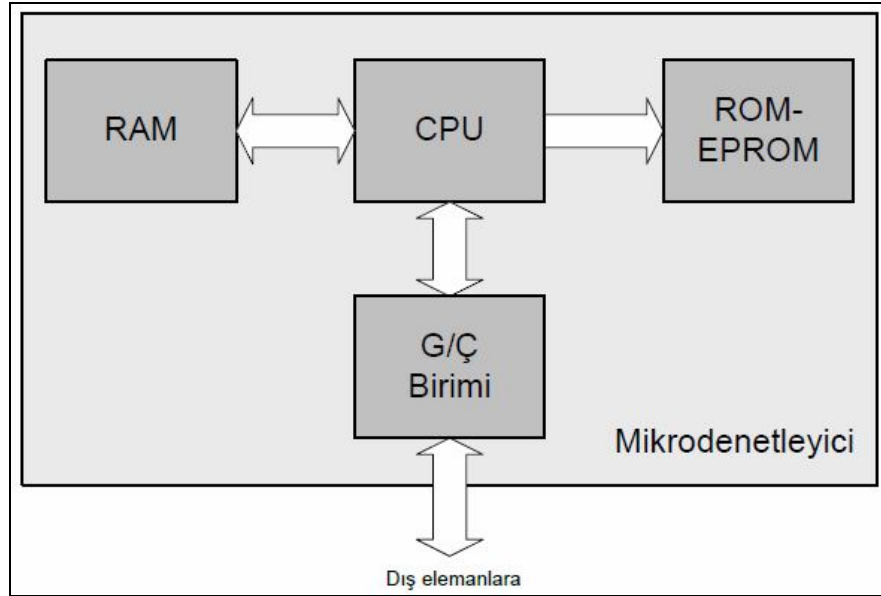 RAM
CPU
ROM-
EPROM
G/Ç
Birimi
Mikrodenetleyici
Dış elemanlara